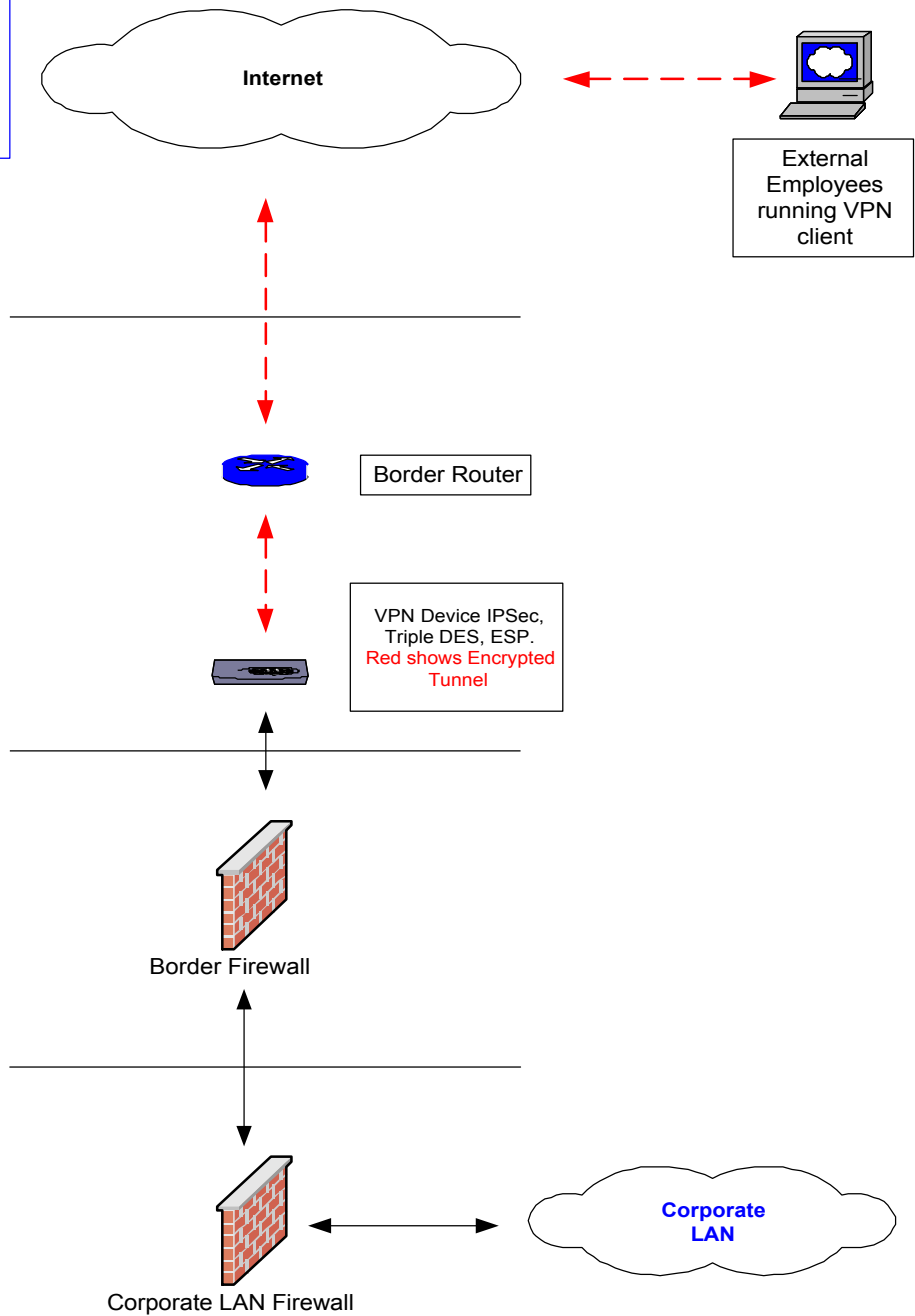 Internet
External
Employees
running VPN
client
Border Router
VPN Device IPSec,
Triple DES, ESP.
Red shows Encrypted
Tunnel
Border Firewall
Corporate
LAN
Corporate LAN Firewall